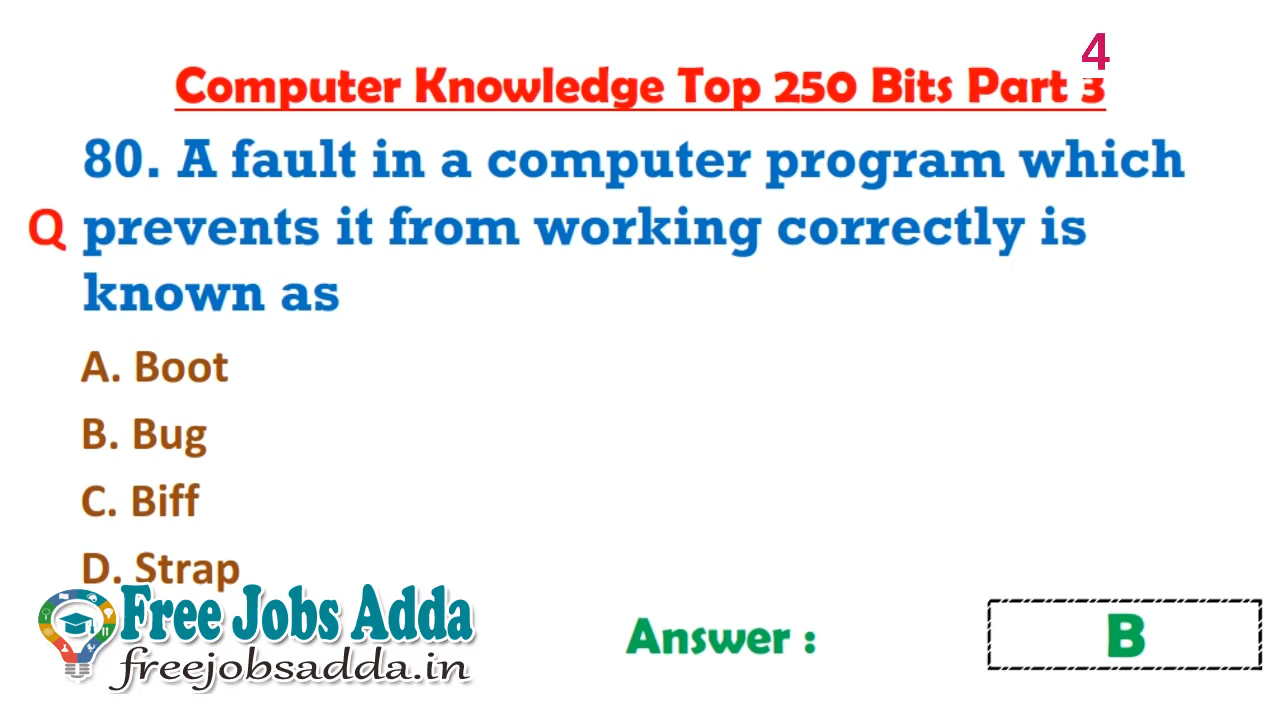 4
Computer Knowledge Top 250 Bits Part 3
80. A fault in a computer program which
Q prevents it from working correctly is
known as
A. Boot
B. Bug
C. Biff
D. Strap
Free Jobs Adda
freejobsadda.in
Answer : B